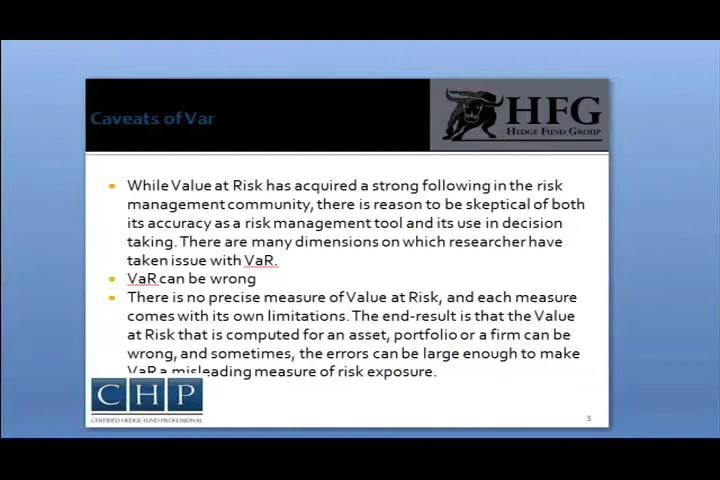 Caveats of Var
HFG
HEDGE FUND GROUP
While Value at Risk has acquired a strong following in the risk
management community, there is reason to be skeptical of both
its accuracy as a risk management tool and its use in decision
taking. There are many dimensions on which researcher have
taken issue with VaR.
VaR can be wrong
There is no precise measure of Value at Risk, and each measure
comes with its own limitations. The end-result is that the Value
at Risk that is computed for an asset, portfolio or a firm can be
wrong, and sometimes, the errors can be large enough to make
VaR a misleading measure of risk exposure.
CHP
CERTIFIED HEDGE FUND PROFESSIONAL
5